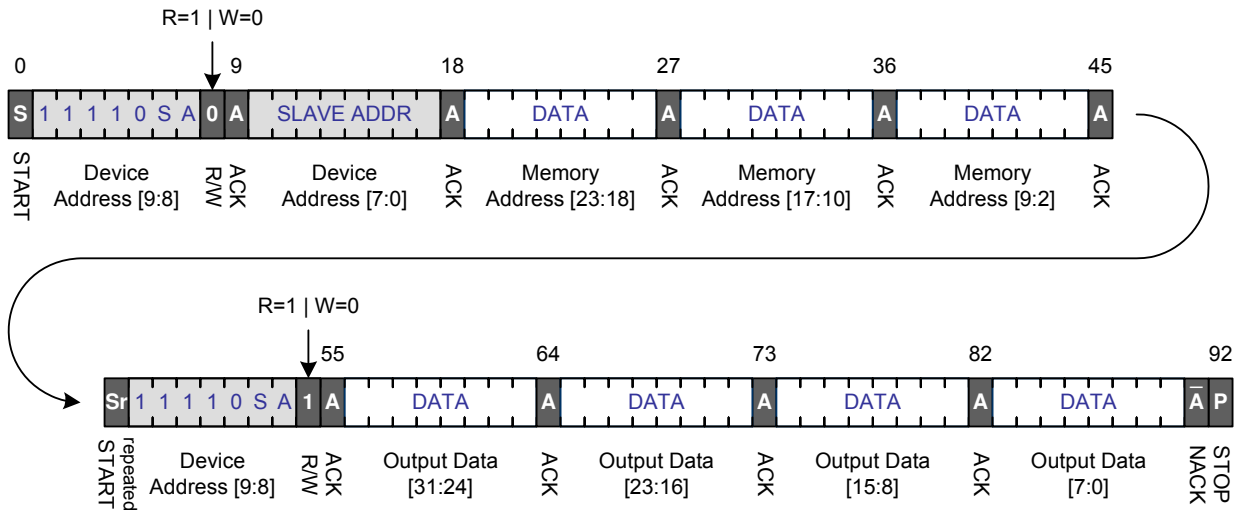 R=1 | W=0
0 9 18 27 36 45
S 1 1 1 1 0 S A 0 A SLAVE ADDR A DATA A DATA A DATA A
START Device Address [9:8] R/W ACK Device Address [7:0] ACK Memory Address [23:18] ACK Memory Address [17:10] ACK Memory Address [9:2] ACK
R=1 | W=0
55 64 73 82 92
Sr 1 1 1 1 0 S A 1 A DATA A DATA A DATA A DATA A̅ P
repeated START Device Address [9:8] R/W ACK Output Data [31:24] ACK Output Data [23:16] ACK Output Data [15:8] ACK Output Data [7:0] NACK STOP